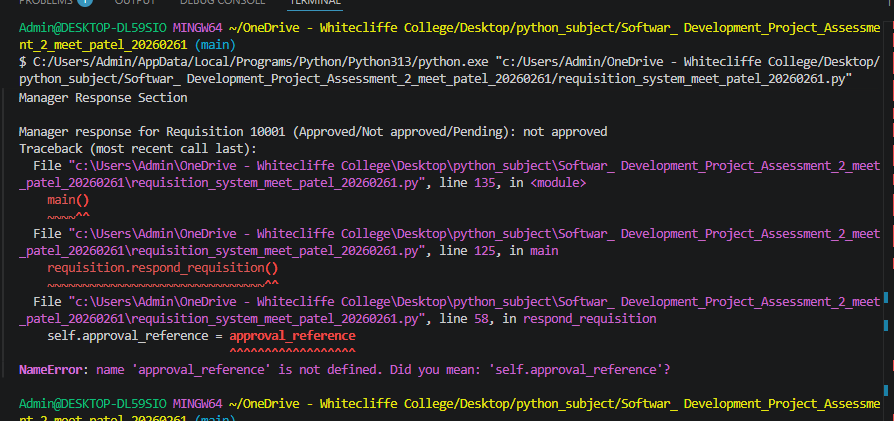 PROBLEMS 1 OUTPUT DEBUG CONSOLE TERMINAL
Admin@DESKTOP-DL59SIO MINGW64 ~/OneDrive - Whitecliffe College/Desktop/python_subject/Softwar_ Development_Project_Assessme
nt_2_meet_patel_20260261 (main)
$ C:/Users/Admin/AppData/Local/Programs/Python/Python313/python.exe "c:/Users/Admin/OneDrive - Whitecliffe College/Desktop/
python_subject/Softwar_ Development_Project_Assessment_2_meet_patel_20260261/requisition_system_meet_patel_20260261.py"
Manager Response Section
Manager response for Requisition 10001 (Approved/Not approved/Pending): not approved
Traceback (most recent call last):
File "c:\Users\Admin\OneDrive - Whitecliffe College\Desktop\python_subject\Softwar_ Development_Project_Assessment_2_meet
_patel_20260261\requisition_system_meet_patel_20260261.py", line 135, in <module>
main()
~~~~^^
File "c:\Users\Admin\OneDrive - Whitecliffe College\Desktop\python_subject\Softwar_ Development_Project_Assessment_2_meet
_patel_20260261\requisition_system_meet_patel_20260261.py", line 125, in main
requisition.respond_requisition()
~~~~~~~~~~~~~~~~~~~~~~~~~~~~~~~^^
File "c:\Users\Admin\OneDrive - Whitecliffe College\Desktop\python_subject\Softwar_ Development_Project_Assessment_2_meet
_patel_20260261\requisition_system_meet_patel_20260261.py", line 58, in respond_requisition
self.approval_reference = approval_reference
^^^^^^^^^^^^^^^^^^
NameError: name 'approval_reference' is not defined. Did you mean: 'self.approval_reference'?
Admin@DESKTOP-DL59SIO MINGW64 ~/OneDrive - Whitecliffe College/Desktop/python_subject/Softwar_ Development_Project_Assessme
nt_2_meet_patel_20260261 (main)